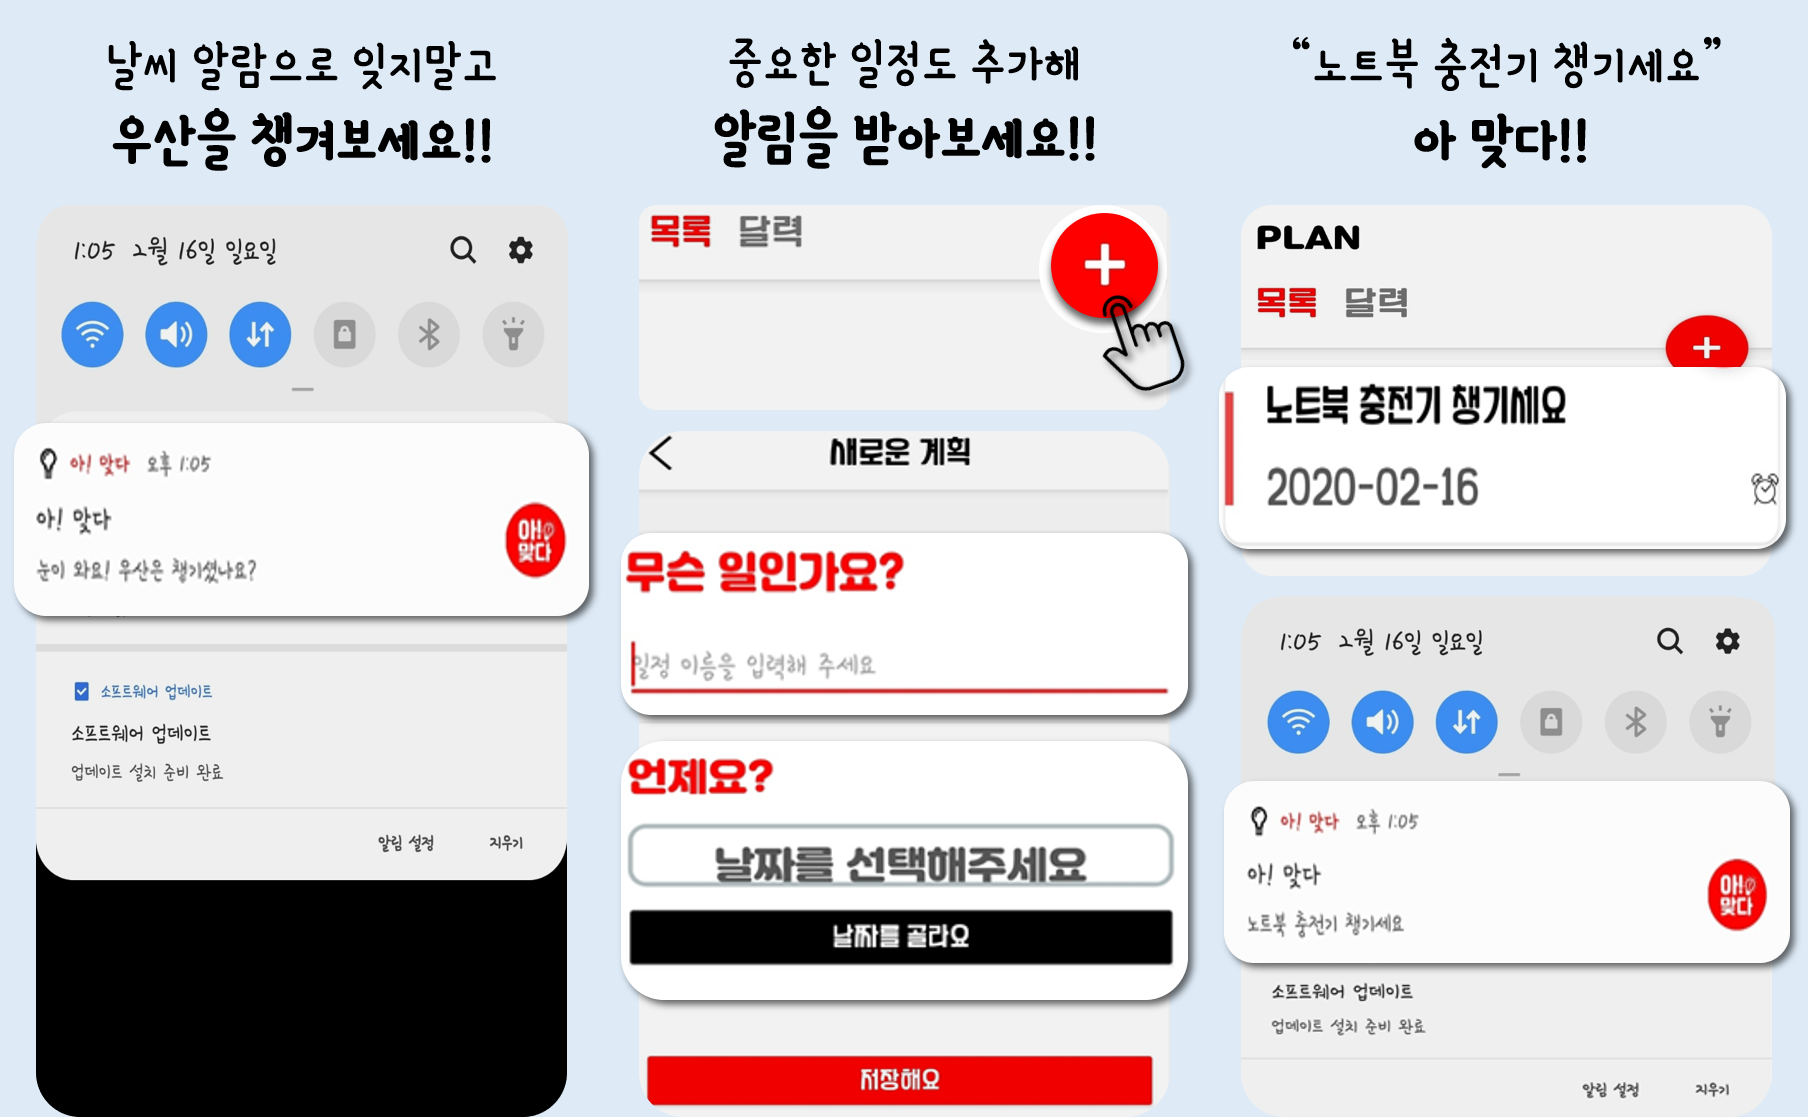 날씨 알람으로 잊지말고
우산을 챙겨보세요!!
1:05 2월 16일 일요일
아! 맞다 오후 1:05
아! 맞다
눈이 와요! 우산은 챙기셨나요?
아!
맞다
소프트웨어 업데이트
소프트웨어 업데이트
업데이트 설치 준비 완료
알림 설정 지우기
중요한 일정도 추가해
알림을 받아보세요!!
목록 달력
+
새로운 계획
무슨 일인가요?
일정 이름을 입력해 주세요
언제요?
날짜를 선택해주세요
날짜를 골라요
저장해요
“노트북 충전기 챙기세요”
아 맞다!!
PLAN
목록 달력
+
노트북 충전기 챙기세요
2020-02-16
1:05 2월 16일 일요일
아! 맞다 오후 1:05
아! 맞다
노트북 충전기 챙기세요
아!
맞다
소프트웨어 업데이트
업데이트 설치 준비 완료
알림 설정 지우기